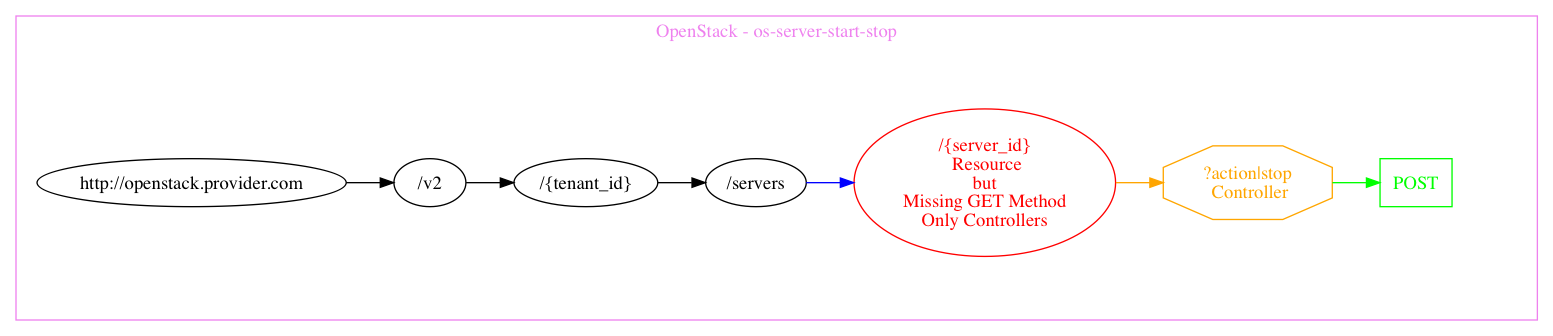 OpenStack - os-server-start-stop
http://openstack.provider.com
/v2
/{tenant_id}
/servers
/{server_id}
Resource
but
Missing GET Method
Only Controllers
?action|stop
Controller
POST